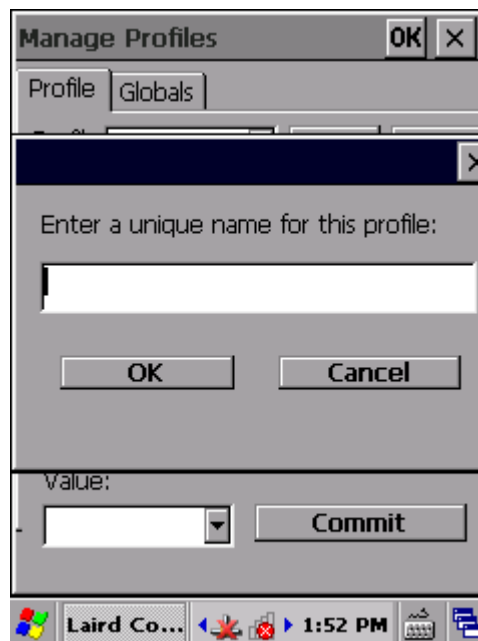 Manage Profiles OK ×
Profile Globals
Enter a unique name for this profile:
OK Cancel
Value:
Commit
Laird Co... 1:52 PM